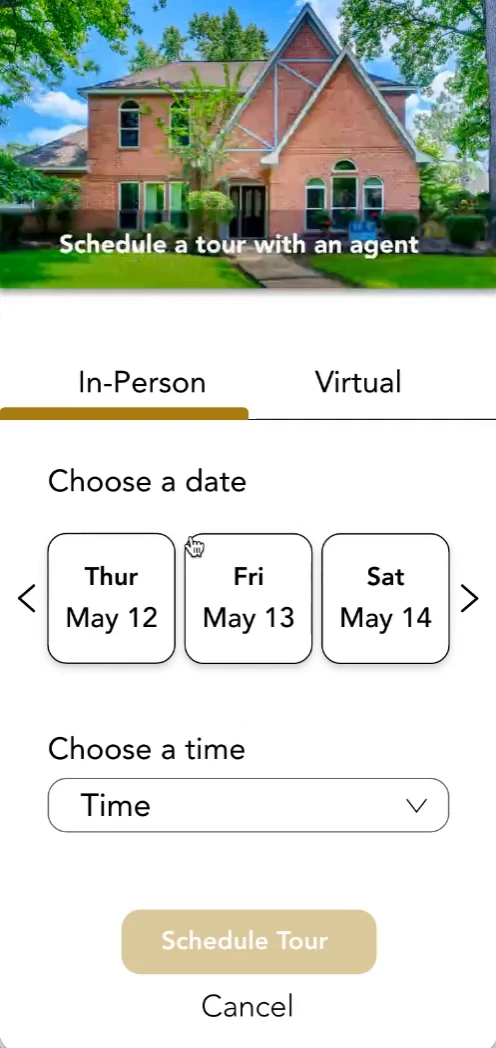 Schedule a tour with an agent
In-Person Virtual
Choose a date
Thur Fri Sat
May 12 May 13 May 14
Choose a time
Time
Schedule Tour
Cancel